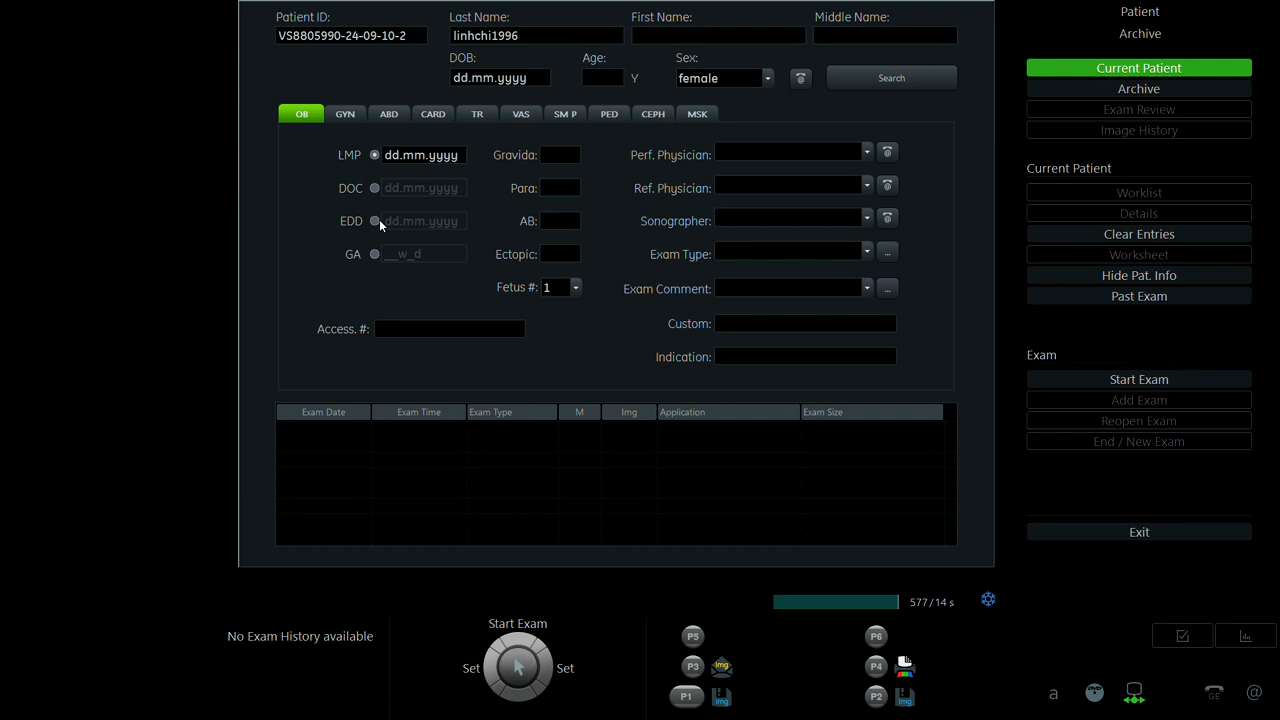 Patient ID: Last Name: First Name: Middle Name:
VS8805990-24-09-10-2 linhchi1996
DOB: Age: Sex:
dd.mm.yyyy Y female Search
OB GYN ABD CARD TR VAS SM P PED CEPH MSK
LMP dd.mm.yyyy Gravida: Perf. Physician:
DOC dd.mm.yyyy Para: Ref. Physician:
EDD dd.mm.yyyy AB: Sonographer:
GA __w_d Ectopic: Exam Type: ...
Fetus #: 1 Exam Comment: ...
Access. #: Custom:
Indication:
Exam Date Exam Time Exam Type M Img Application Exam Size
577/14 s
No Exam History available
Start Exam
Set Set
P5 P6
P3 Img P4
P1 Img P2 Img
Patient
Archive
Current Patient
Archive
Exam Review
Image History
Current Patient
Worklist
Details
Clear Entries
Worksheet
Hide Pat. Info
Past Exam
Exam
Start Exam
Add Exam
Reopen Exam
End / New Exam
Exit
a GE @